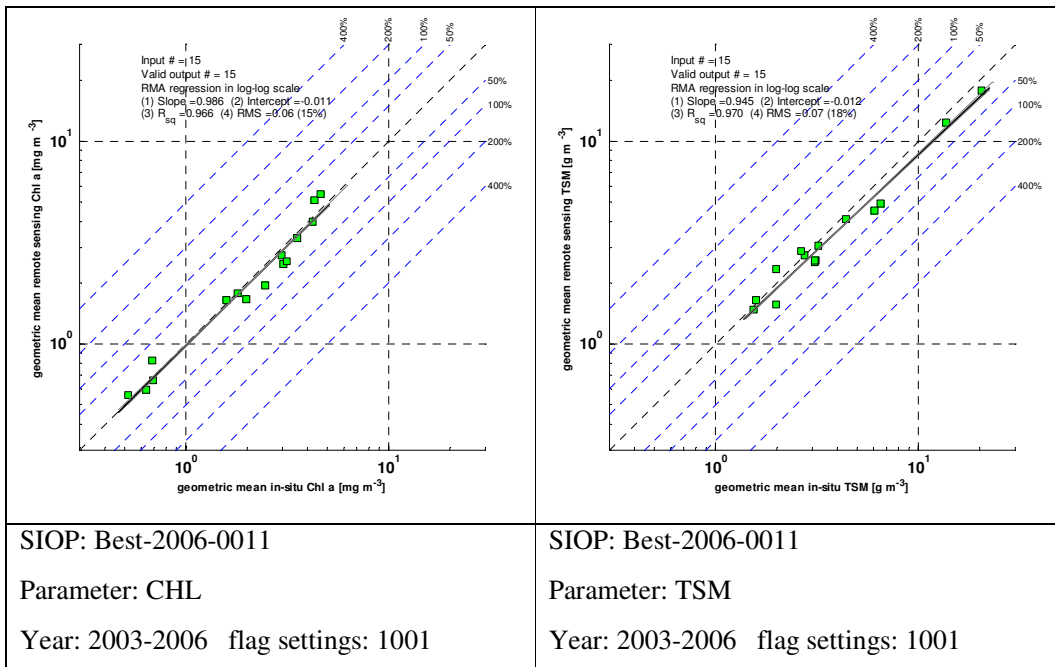 400%
200%
100%
50%
Input # = 15
Valid output # = 15
RMA regression in log-log scale
(1) Slope =0.986 (2) Intercept =-0.011
(3) R_sq =0.966 (4) RMS =0.06 (15%)
50%
100%
200%
400%
10^1
10^0
geometric mean remote sensing Chl a [mg m^-3]
10^0
10^1
geometric mean in-situ Chl a [mg m^-3]
400%
200%
100%
50%
Input # = 15
Valid output # = 15
RMA regression in log-log scale
(1) Slope =0.945 (2) Intercept =-0.012
(3) R_sq =0.970 (4) RMS =0.07 (18%)
50%
100%
200%
400%
10^1
10^0
geometric mean remote sensing TSM [g m^-3]
10^0
10^1
geometric mean in-situ TSM [g m^-3]
SIOP: Best-2006-0011
Parameter: CHL
Year: 2003-2006 flag settings: 1001
SIOP: Best-2006-0011
Parameter: TSM
Year: 2003-2006 flag settings: 1001